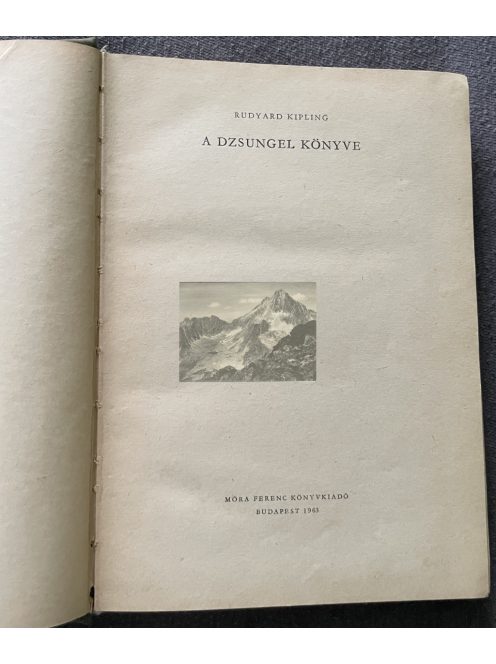 RUDYARD KIPLING
A DZSUNGEL KÖNYVE
MÓRA FERENC KÖNYVKIADÓ
BUDAPEST 1963